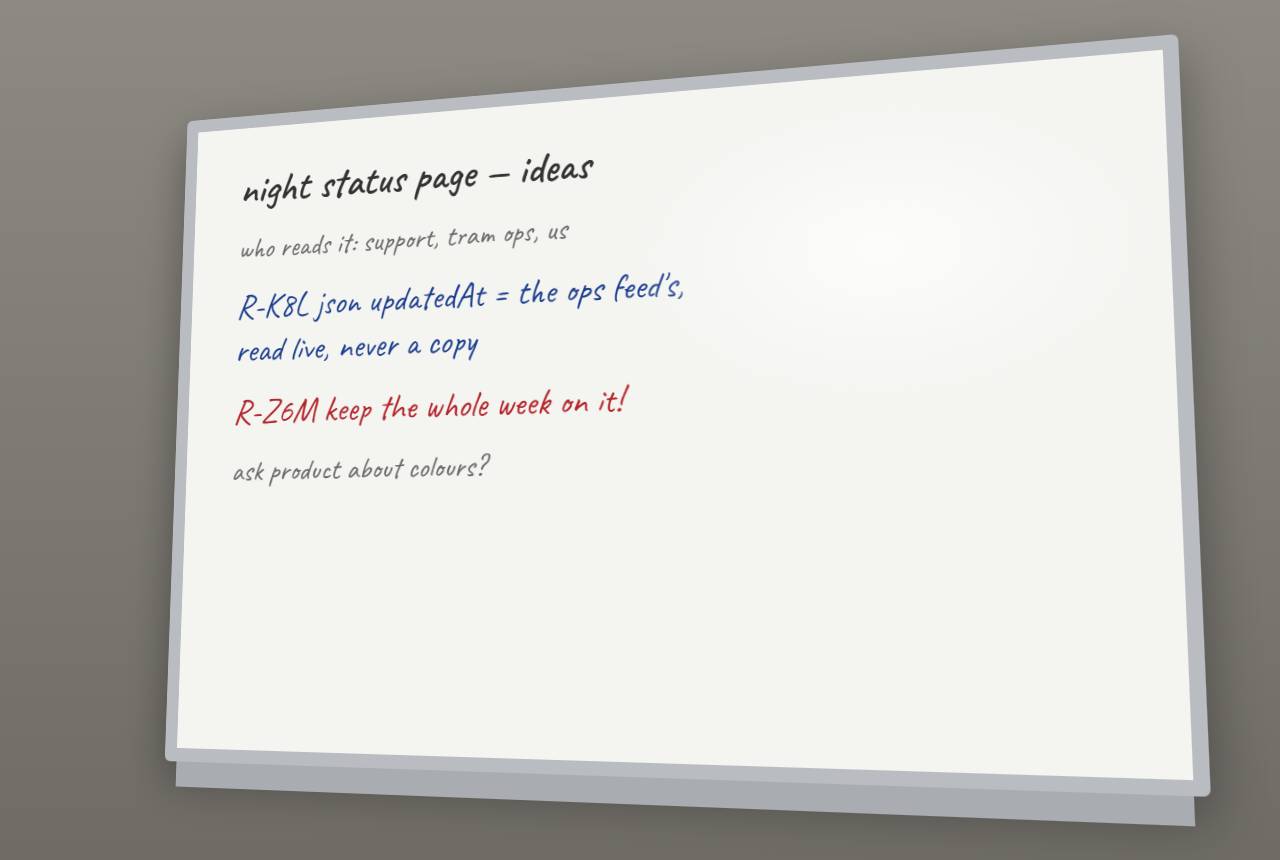 night status page — ideas
who reads it: support, tram ops, us
R-K8L json updatedAt = the ops feed's,
read live, never a copy
R-Z6M keep the whole week on it!
ask product about colours?